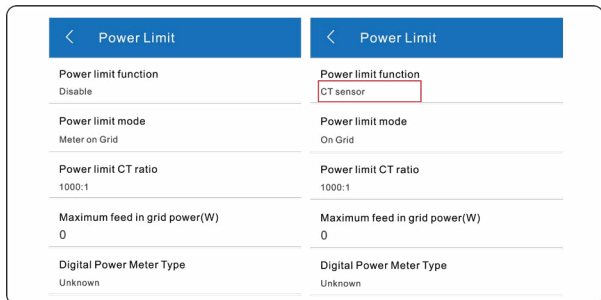 Power Limit
Power limit function
Disable
Power limit mode
Meter on Grid
Power limit CT ratio
1000:1
Maximum feed in grid power(W)
0
Digital Power Meter Type
Unknown
Power Limit
Power limit function
CT sensor
Power limit mode
On Grid
Power limit CT ratio
1000:1
Maximum feed in grid power(W)
0
Digital Power Meter Type
Unknown